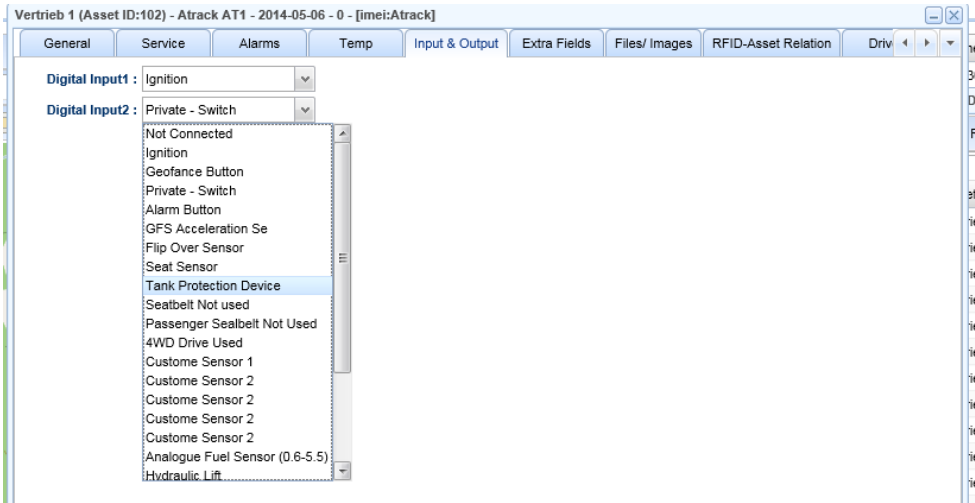 Vertrieb 1 (Asset ID:102) - Atrack AT1 - 2014-05-06 - 0 - [imei:Atrack]
General Service Alarms Temp Input & Output Extra Fields Files/ Images RFID-Asset Relation Driv
Digital Input1 : Ignition
Digital Input2 : Private - Switch
Not Connected
Ignition
Geofance Button
Private - Switch
Alarm Button
GFS Acceleration Se
Flip Over Sensor
Seat Sensor
Tank Protection Device
Seatbelt Not used
Passenger Sealbelt Not Used
4WD Drive Used
Custome Sensor 1
Custome Sensor 2
Custome Sensor 2
Custome Sensor 2
Custome Sensor 2
Analogue Fuel Sensor (0.6-5.5)
Hydraulic Lift